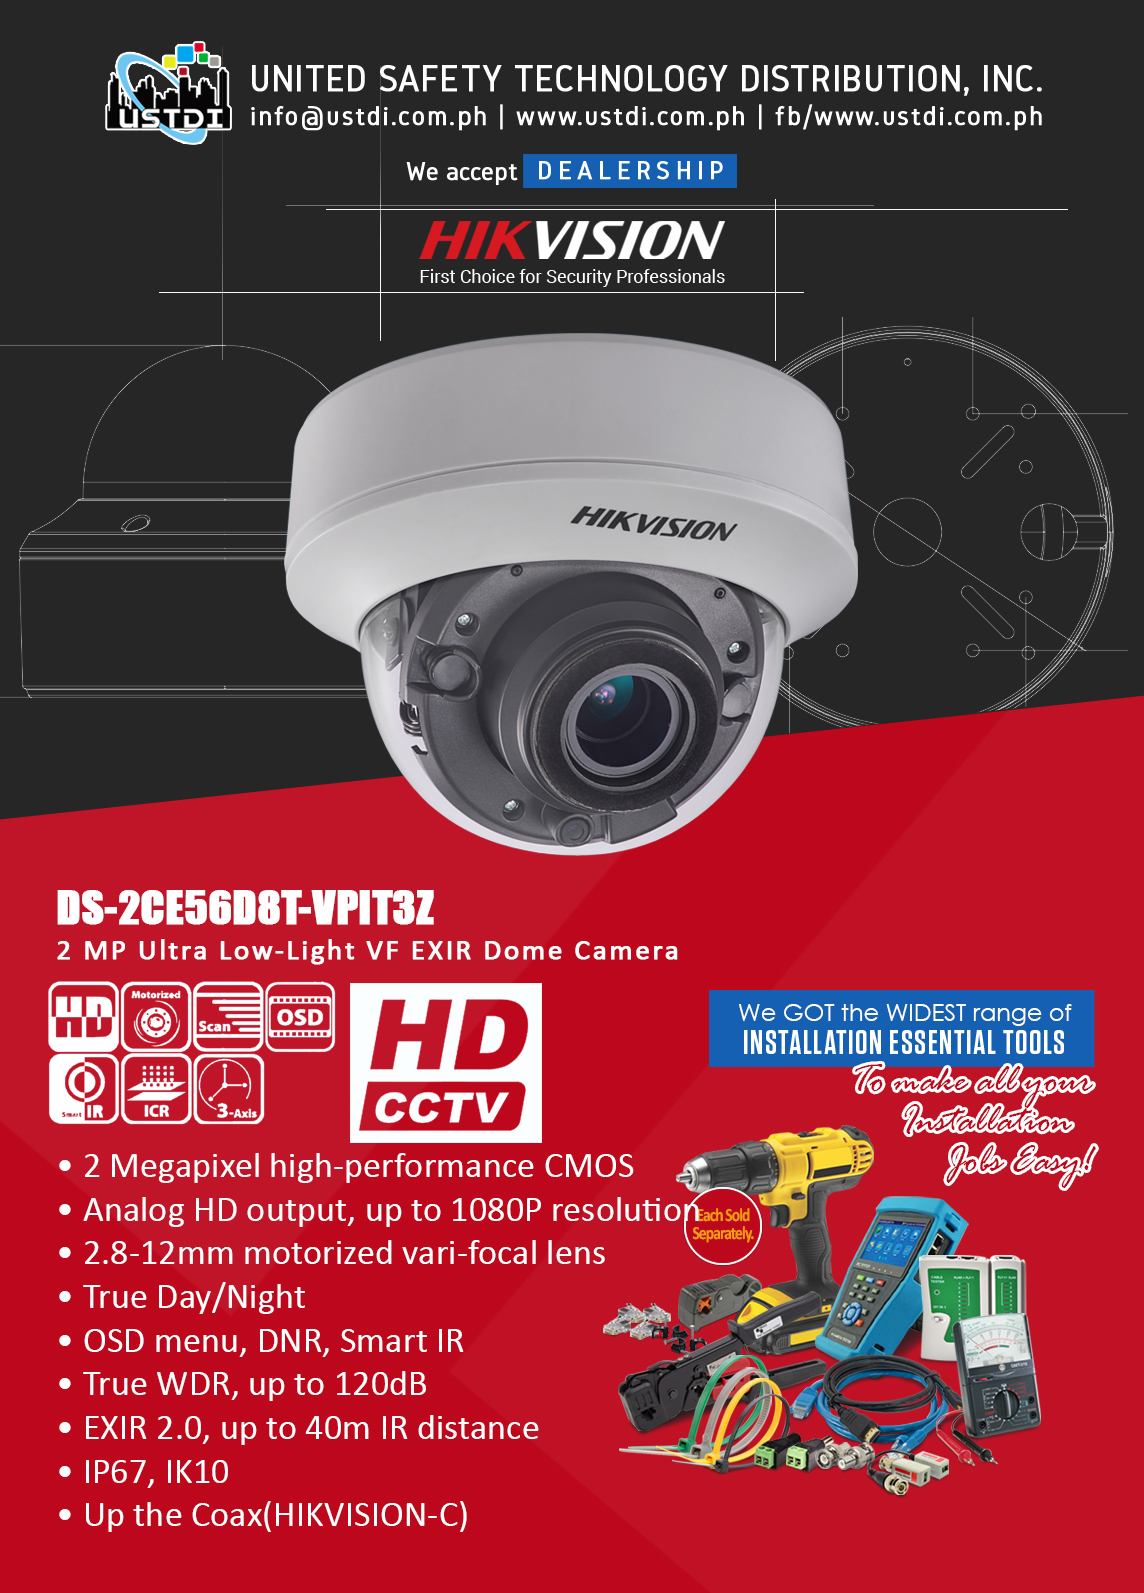 USTDI
UNITED SAFETY TECHNOLOGY DISTRIBUTION, INC.
info@ustdi.com.ph | www.ustdi.com.ph | fb/www.ustdi.com.ph
We accept DEALERSHIP
HIKVISION
First Choice for Security Professionals
HIKVISION
DS-2CE56D8T-VPIT3Z
2 MP Ultra Low-Light VF EXIR Dome Camera
HD
Motorized
Scan
OSD
Smart IR
ICR
3-Axis
HD
CCTV
We GOT the WIDEST range of
INSTALLATION ESSENTIAL TOOLS
To make all your
Installation
Jobs Easy!
Each Sold
Separately.
• 2 Megapixel high-performance CMOS
• Analog HD output, up to 1080P resolution
• 2.8-12mm motorized vari-focal lens
• True Day/Night
• OSD menu, DNR, Smart IR
• True WDR, up to 120dB
• EXIR 2.0, up to 40m IR distance
• IP67, IK10
• Up the Coax(HIKVISION-C)